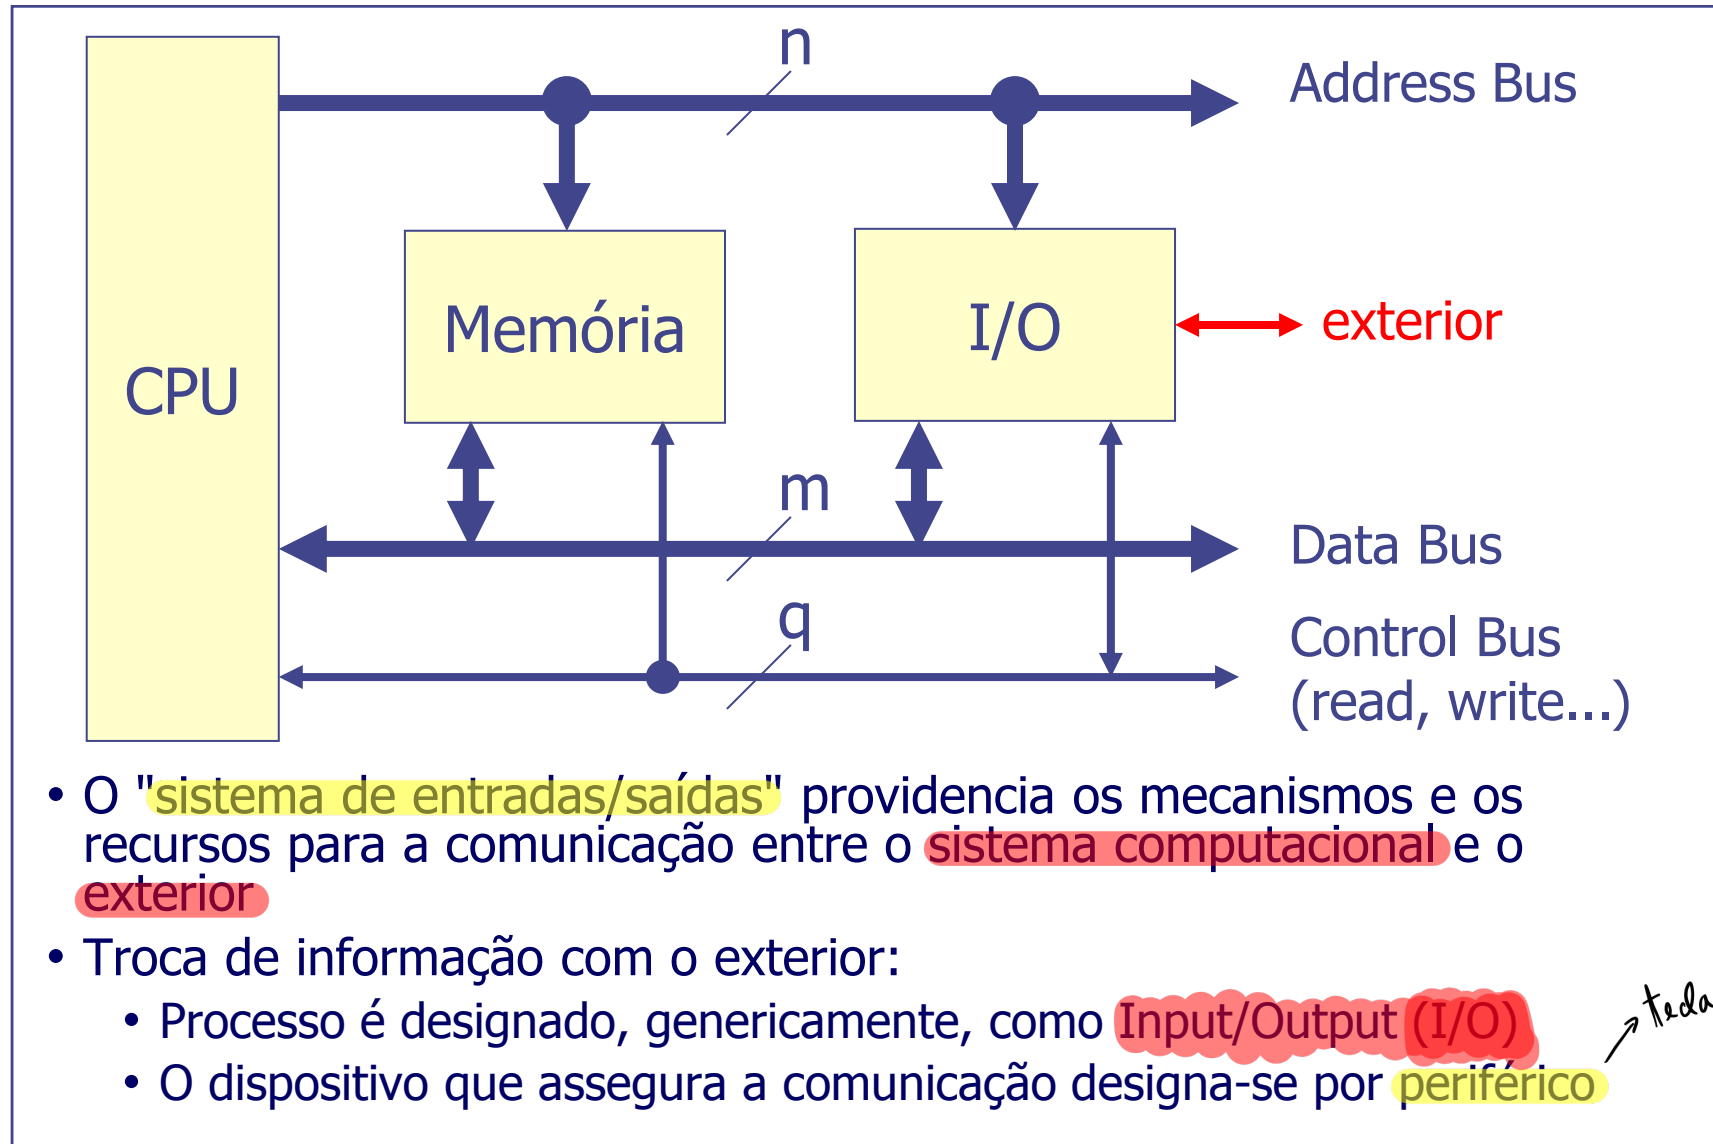 n
Address Bus
CPU
Memória
I/O
exterior
m
Data Bus
q
Control Bus
(read, write...)
• O "sistema de entradas/saídas" providencia os mecanismos e os
recursos para a comunicação entre o sistema computacional e o
exterior
• Troca de informação com o exterior:
• Processo é designado, genericamente, como Input/Output (I/O)
• O dispositivo que assegura a comunicação designa-se por periférico